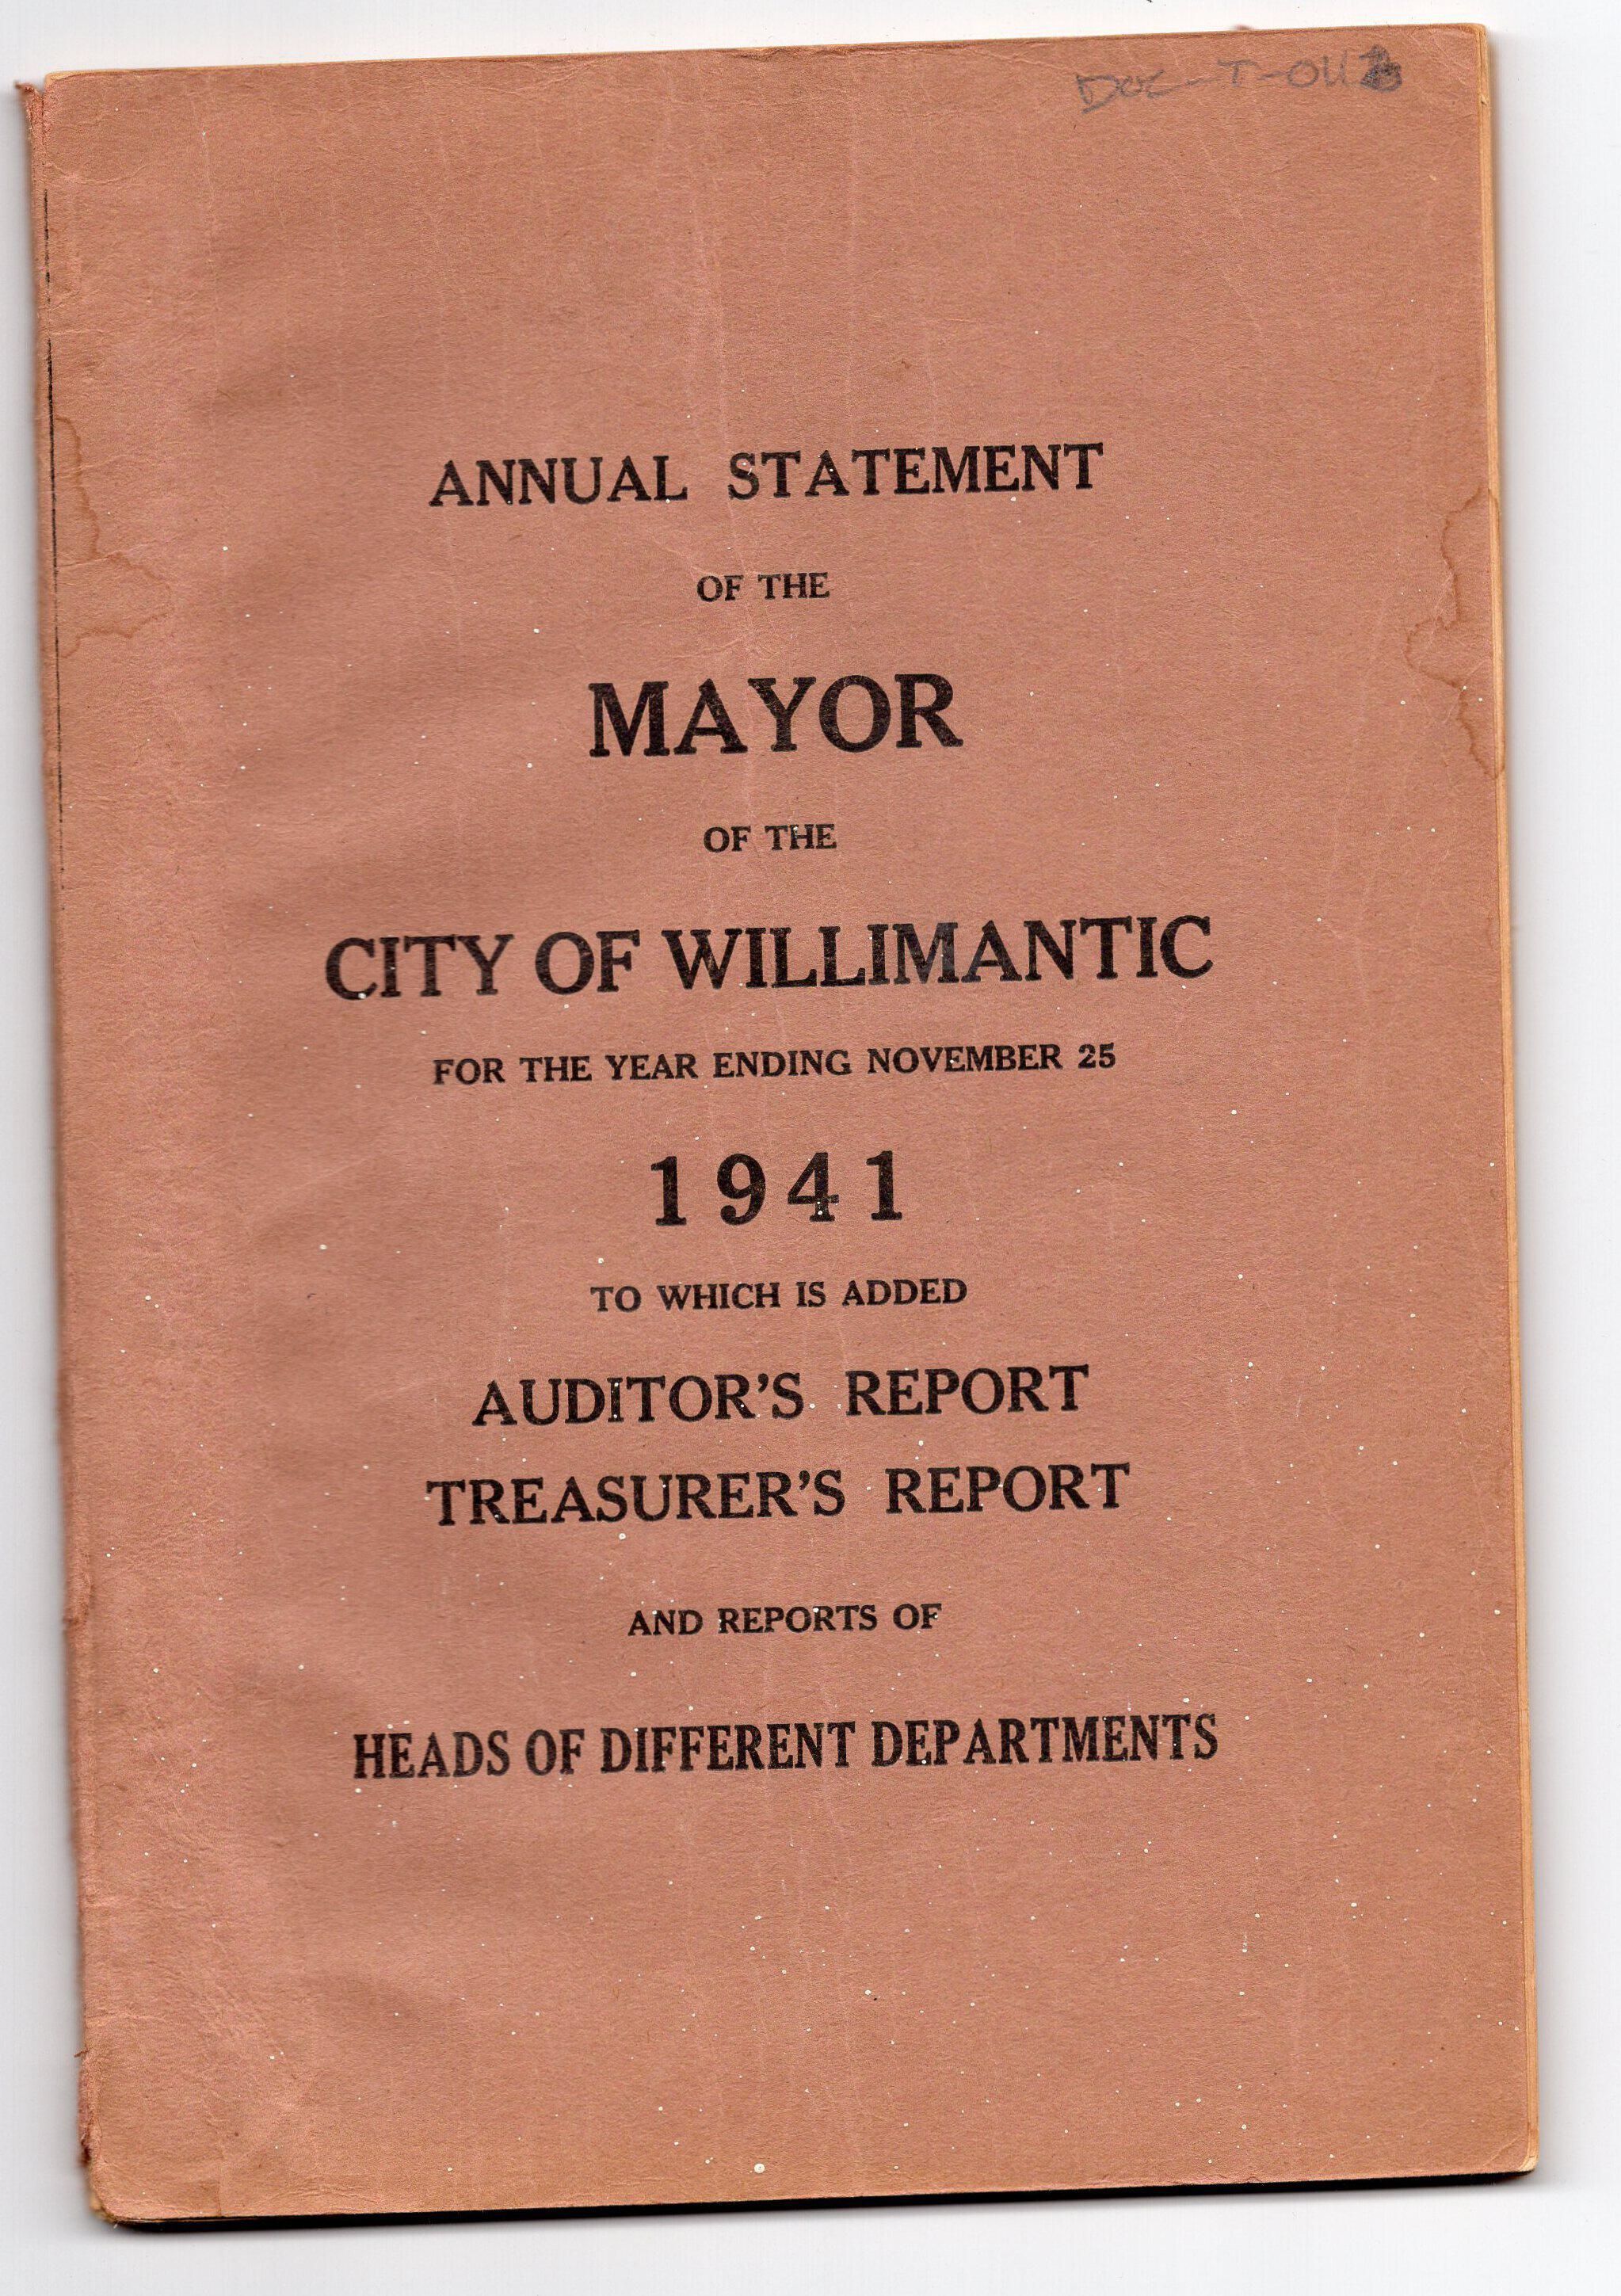 ANNUAL STATEMENT
OF THE
MAYOR
OF THE
CITY OF WILLIMANTIC
FOR THE YEAR ENDING NOVEMBER 25
1941
TO WHICH IS ADDED
AUDITOR'S REPORT
TREASURER'S REPORT
AND REPORTS OF
HEADS OF DIFFERENT DEPARTMENTS